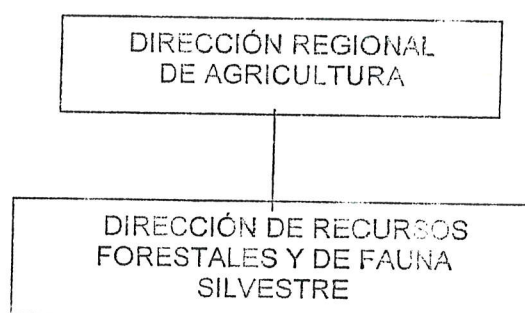 DIRECCIÓN REGIONAL
DE AGRICULTURA
DIRECCIÓN DE RECURSOS
FORESTALES Y DE FAUNA
SILVESTRE